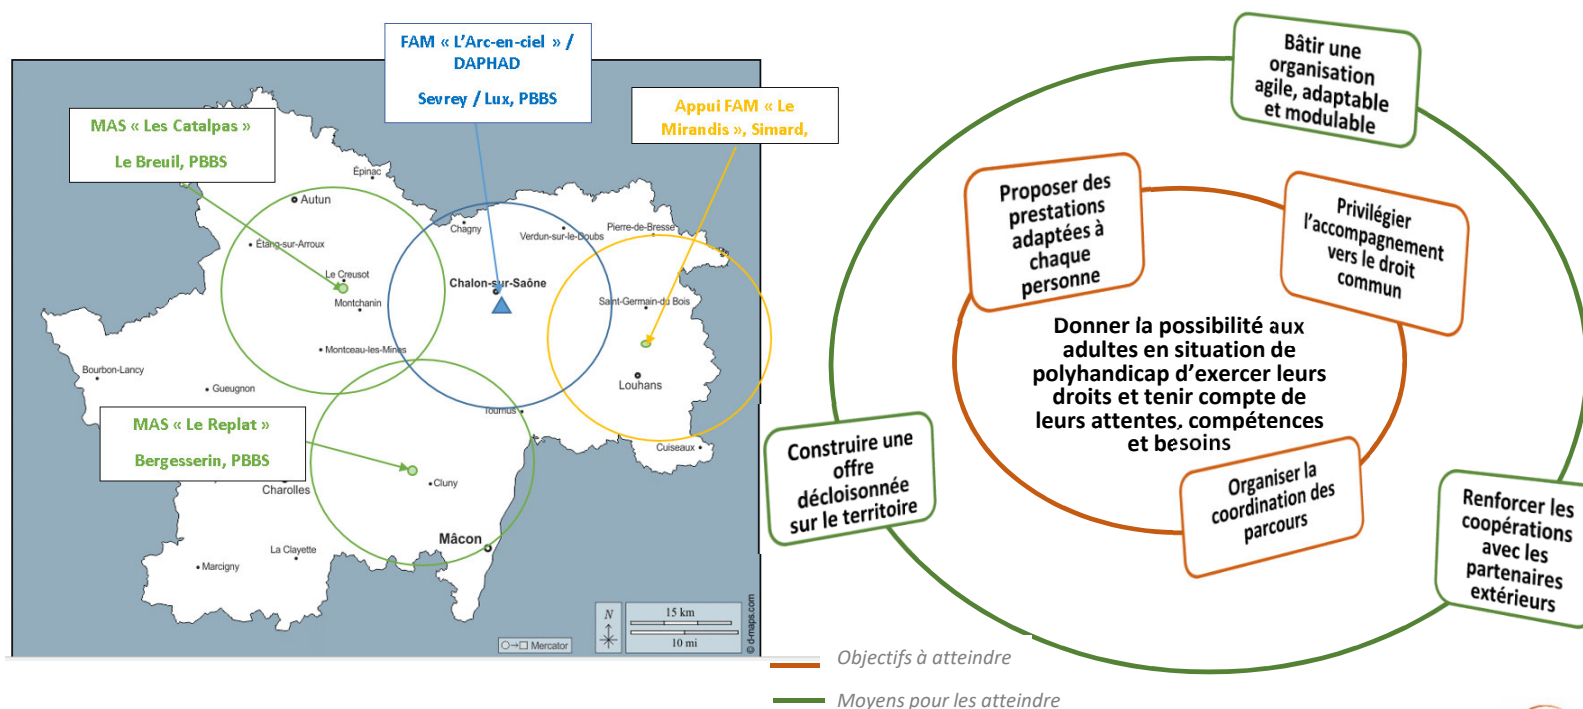 FAM « L’Arc-en-ciel » /
DAPHAD
Sevrey / Lux, PBBS
Appui FAM « Le
Mirandis », Simard,
MAS « Les Catalpas »
Le Breuil, PBBS
Épinac
Autun
Étang-sur-Arroux
Chagny
Verdun-sur-le-Doubs
Pierre-de-Bresse
Le Creusot
Montchanin
Chalon-sur-Saône
Saint-Germain-du Bois
Montceau-les-Mines
Bourbon-Lancy
Gueugnon
Louhans
Tournus
MAS « Le Replat »
Bergesserin, PBBS
Cuiseaux
Cluny
Charolles
Mâcon
La Clayette
Marcigny
N
15 km
10 mi
Mercator
© d-maps.com
Bâtir une
organisation
agile, adaptable
et modulable
Proposer des
prestations
adaptées à
chaque
personne
Privilégier
l’accompagnement
vers le droit
commun
Donner la possibilité aux
adultes en situation de
polyhandicap d’exercer leurs
droits et tenir compte de
leurs attentes, compétences
et besoins
Construire une
offre
décloisonnée
sur le territoire
Organiser la
coordination des
parcours
Renforcer les
coopérations
avec les
partenaires
extérieurs
Objectifs à atteindre
Moyens pour les atteindre